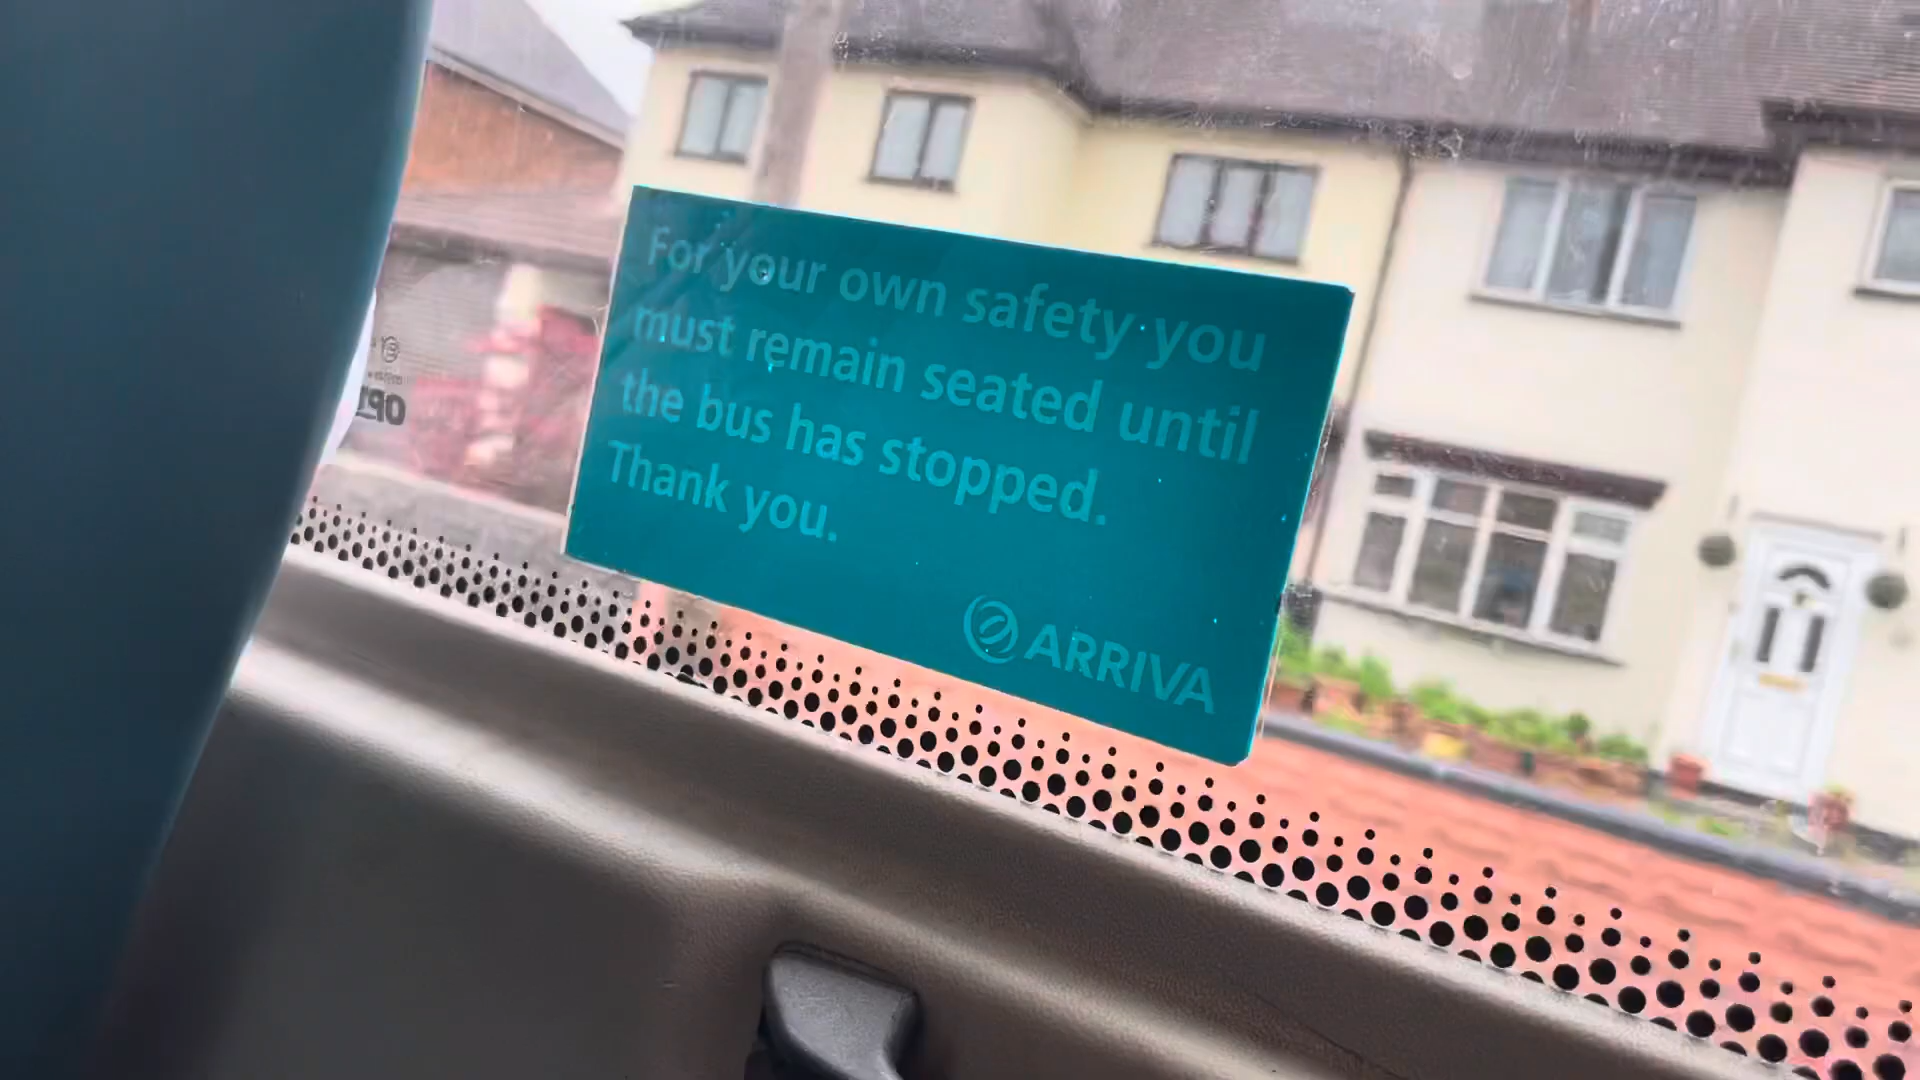 For your own safety you
must remain seated until
the bus has stopped.
Thank you.
ARRIVA